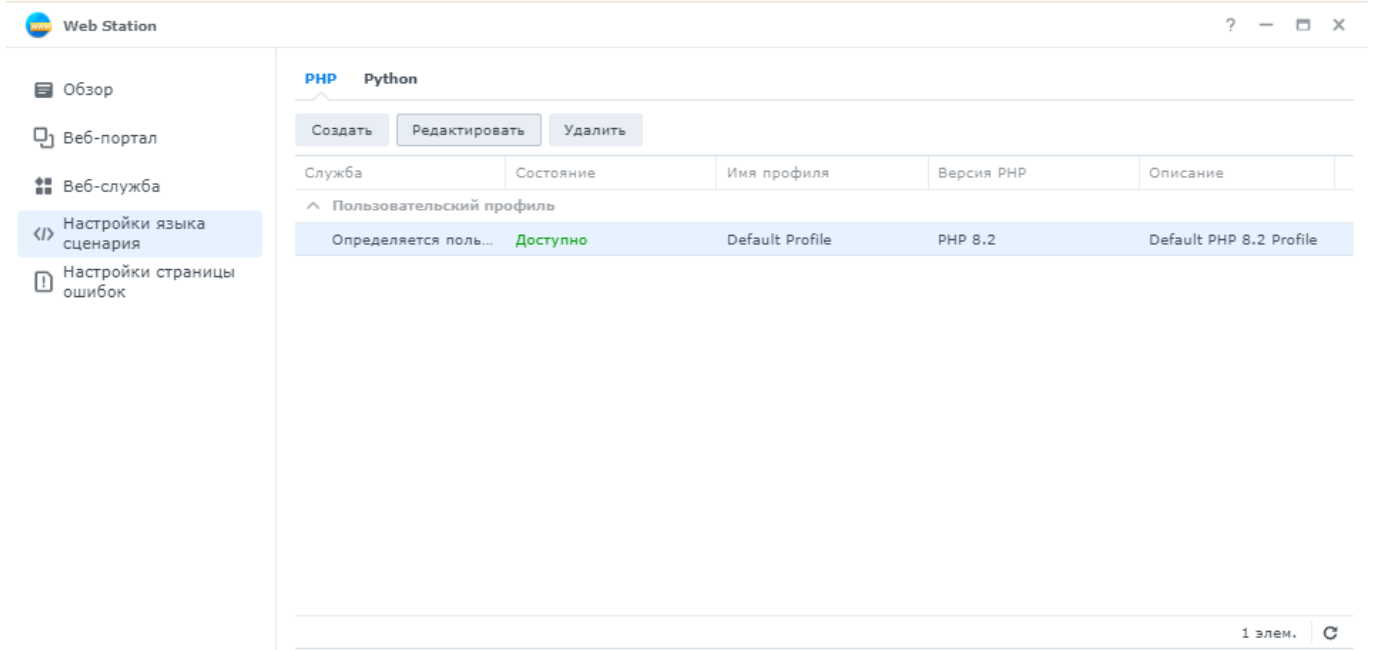 Web Station
Обзор
Веб-портал
Веб-служба
Настройки языка
сценария
Настройки страницы
ошибок
PHP Python
Создать Редактировать Удалить
Служба Состояние Имя профиля Версия PHP Описание
Пользовательский профиль
Определяется поль... Доступно Default Profile PHP 8.2 Default PHP 8.2 Profile
1 элем.